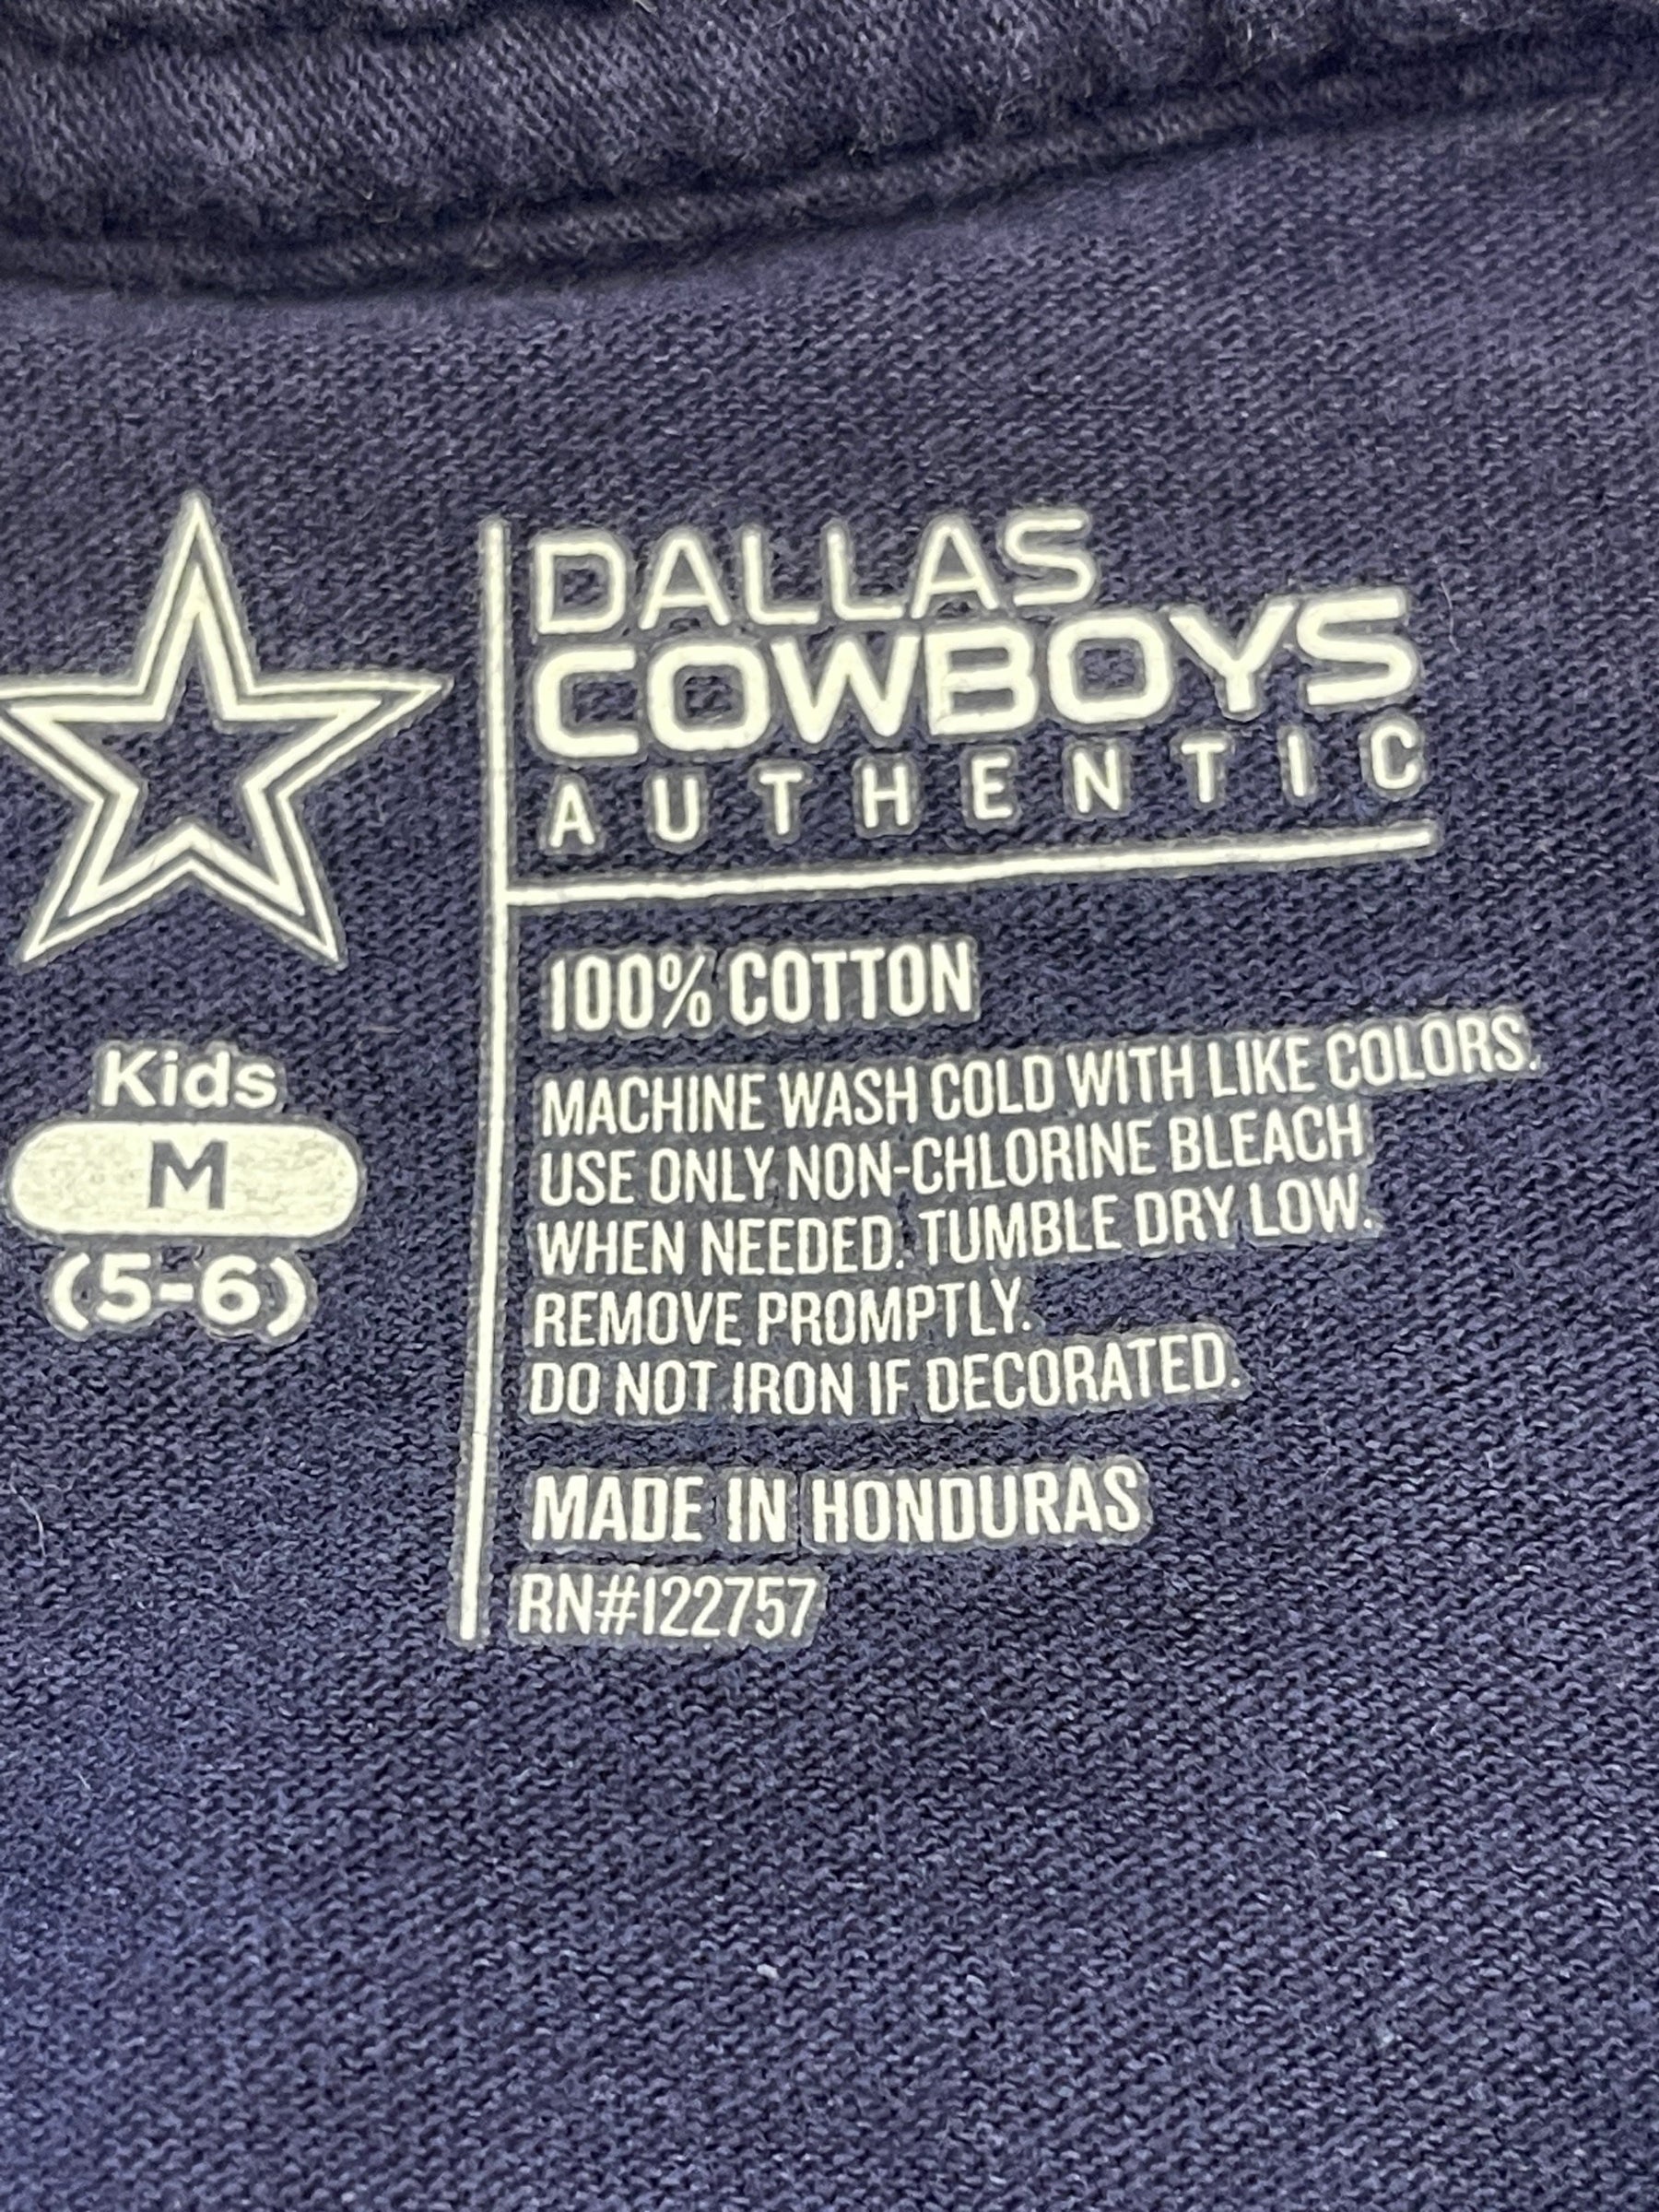 DALLAS
COWBOYS
AUTHENTIC
100% COTTON
MACHINE WASH COLD WITH LIKE COLORS.
USE ONLY NON-CHLORINE BLEACH
WHEN NEEDED. TUMBLE DRY LOW.
REMOVE PROMPTLY.
DO NOT IRON IF DECORATED.
MADE IN HONDURAS
RN#122757
Kids
M
(5-6)